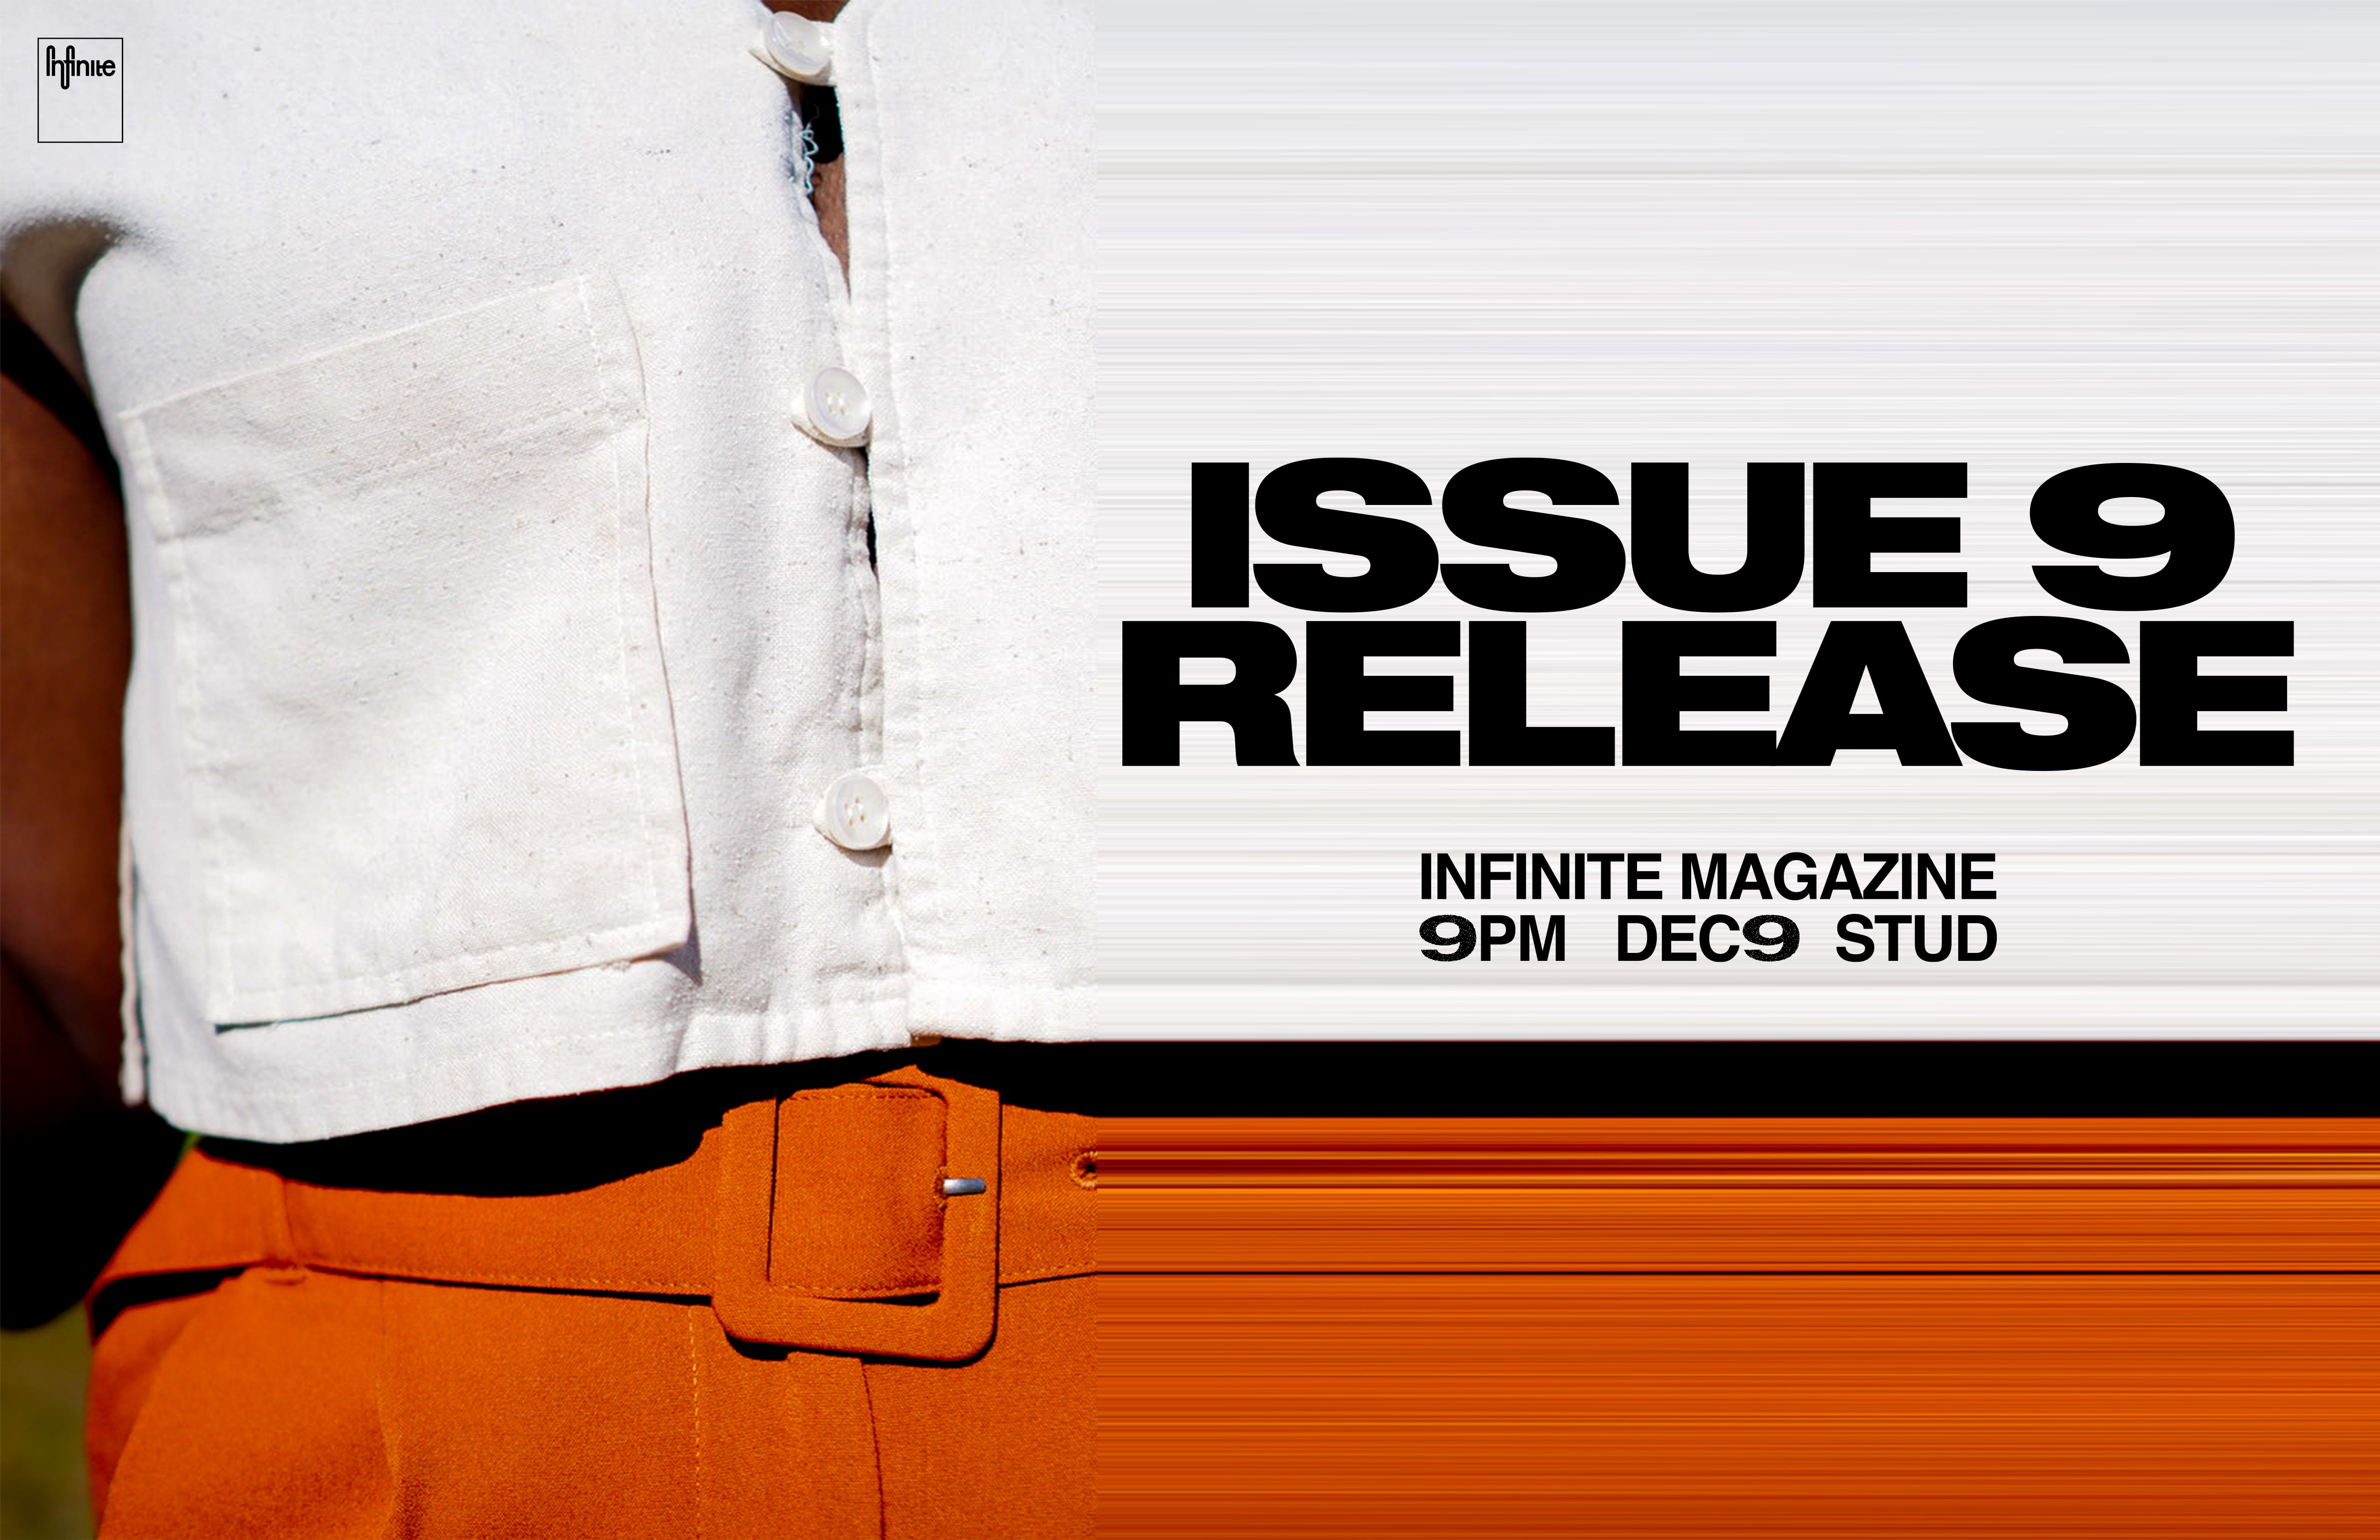 Infinite
ISSUE 9
RELEASE
INFINITE MAGAZINE
9PM DEC9 STUD